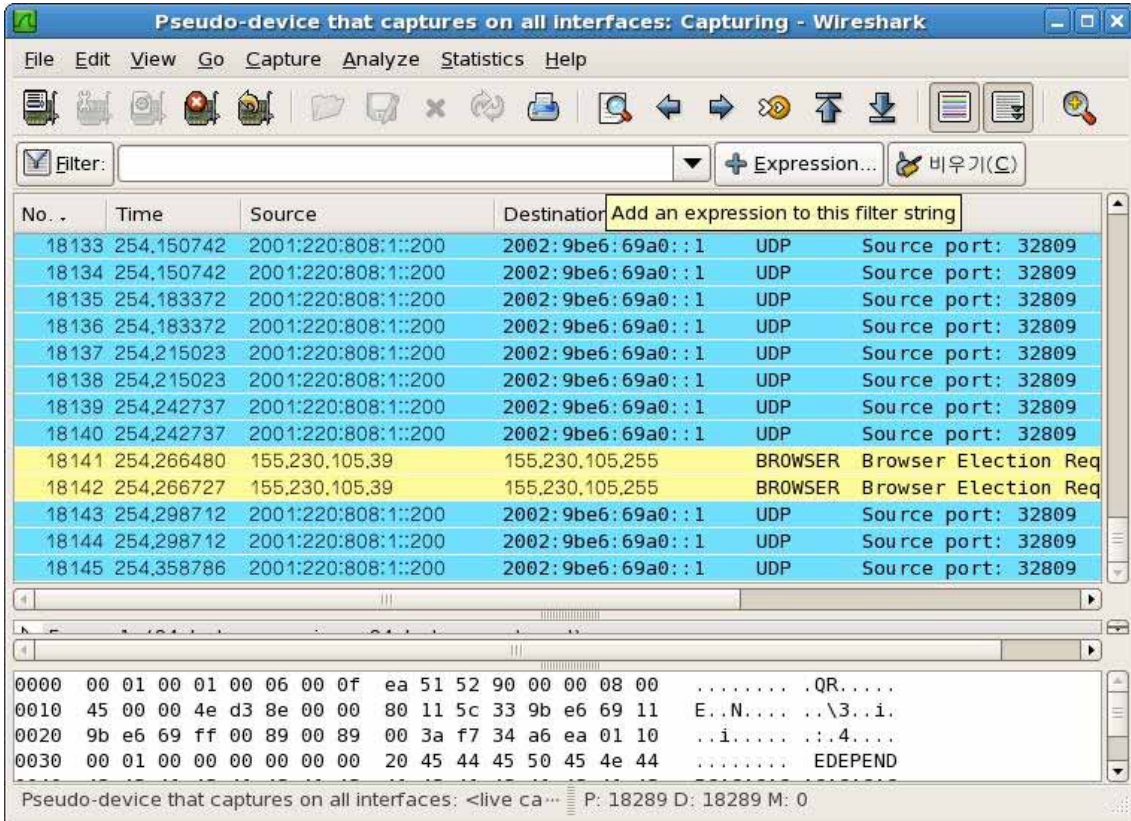 Pseudo-device that captures on all interfaces: Capturing - Wireshark
File Edit View Go Capture Analyze Statistics Help
Filter: Expression... 비우기(C)
No. . Time Source Destination Add an expression to this filter string
18133 254,150742 2001:220:808:1::200 2002:9be6:69a0::1 UDP Source port: 32809
18134 254,150742 2001:220:808:1::200 2002:9be6:69a0::1 UDP Source port: 32809
18135 254,183372 2001:220:808:1::200 2002:9be6:69a0::1 UDP Source port: 32809
18136 254,183372 2001:220:808:1::200 2002:9be6:69a0::1 UDP Source port: 32809
18137 254,215023 2001:220:808:1::200 2002:9be6:69a0::1 UDP Source port: 32809
18138 254,215023 2001:220:808:1::200 2002:9be6:69a0::1 UDP Source port: 32809
18139 254,242737 2001:220:808:1::200 2002:9be6:69a0::1 UDP Source port: 32809
18140 254,242737 2001:220:808:1::200 2002:9be6:69a0::1 UDP Source port: 32809
18141 254,266480 155,230,105,39 155,230,105,255 BROWSER Browser Election Req
18142 254,266727 155,230,105,39 155,230,105,255 BROWSER Browser Election Req
18143 254,298712 2001:220:808:1::200 2002:9be6:69a0::1 UDP Source port: 32809
18144 254,298712 2001:220:808:1::200 2002:9be6:69a0::1 UDP Source port: 32809
18145 254,358786 2001:220:808:1::200 2002:9be6:69a0::1 UDP Source port: 32809
0000 00 01 00 01 00 06 00 0f ea 51 52 90 00 00 08 00 ........ .QR.....
0010 45 00 00 4e d3 8e 00 00 80 11 5c 33 9b e6 69 11 E..N.... ..\3..i.
0020 9b e6 69 ff 00 89 00 89 00 3a f7 34 a6 ea 01 10 ..i..... .:.4....
0030 00 01 00 00 00 00 00 00 20 45 44 45 50 45 4e 44 ........ EDEPEND
Pseudo-device that captures on all interfaces: <live ca… P: 18289 D: 18289 M: 0